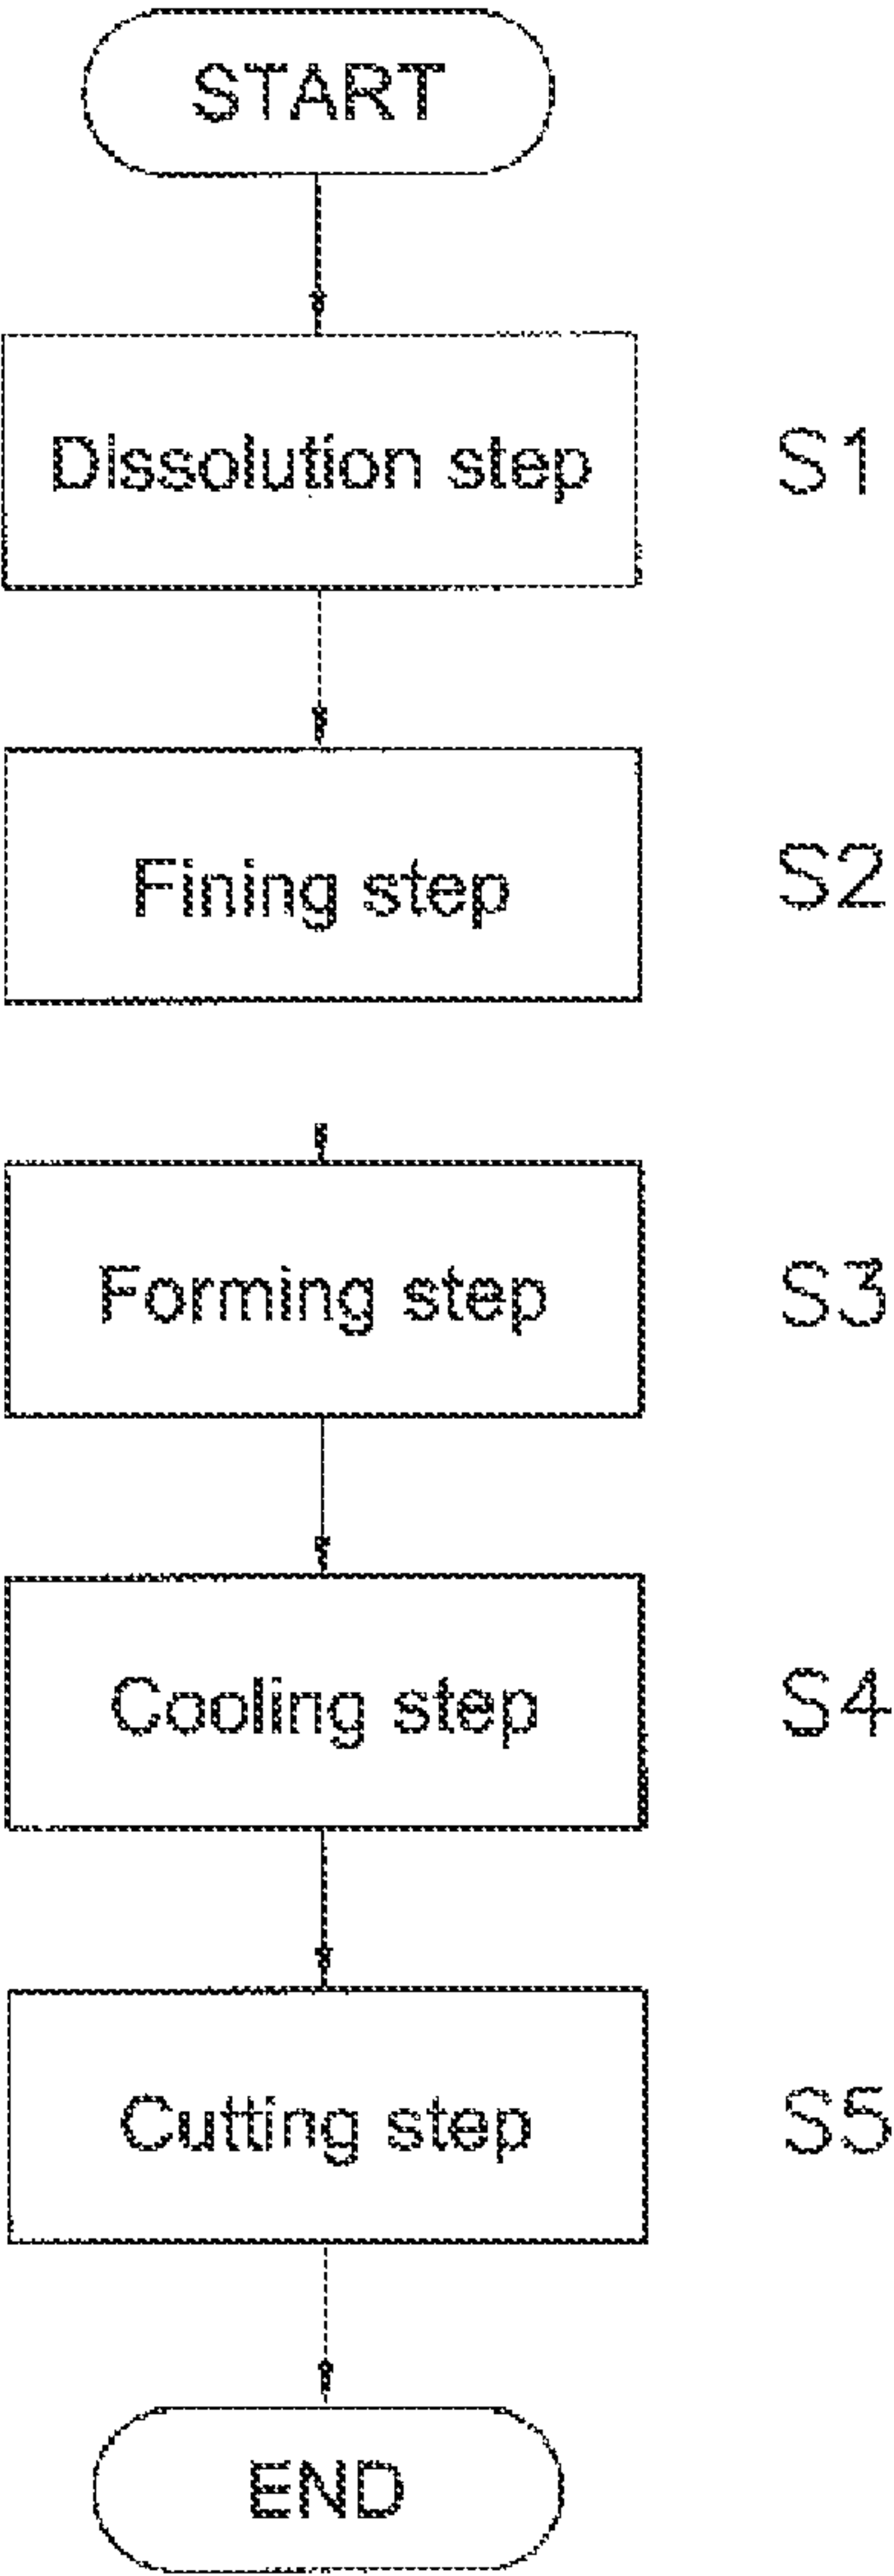 START
Dissolution step S1
Fining step S2
Forming step S3
Cooling step S4
Cutting step S5
END